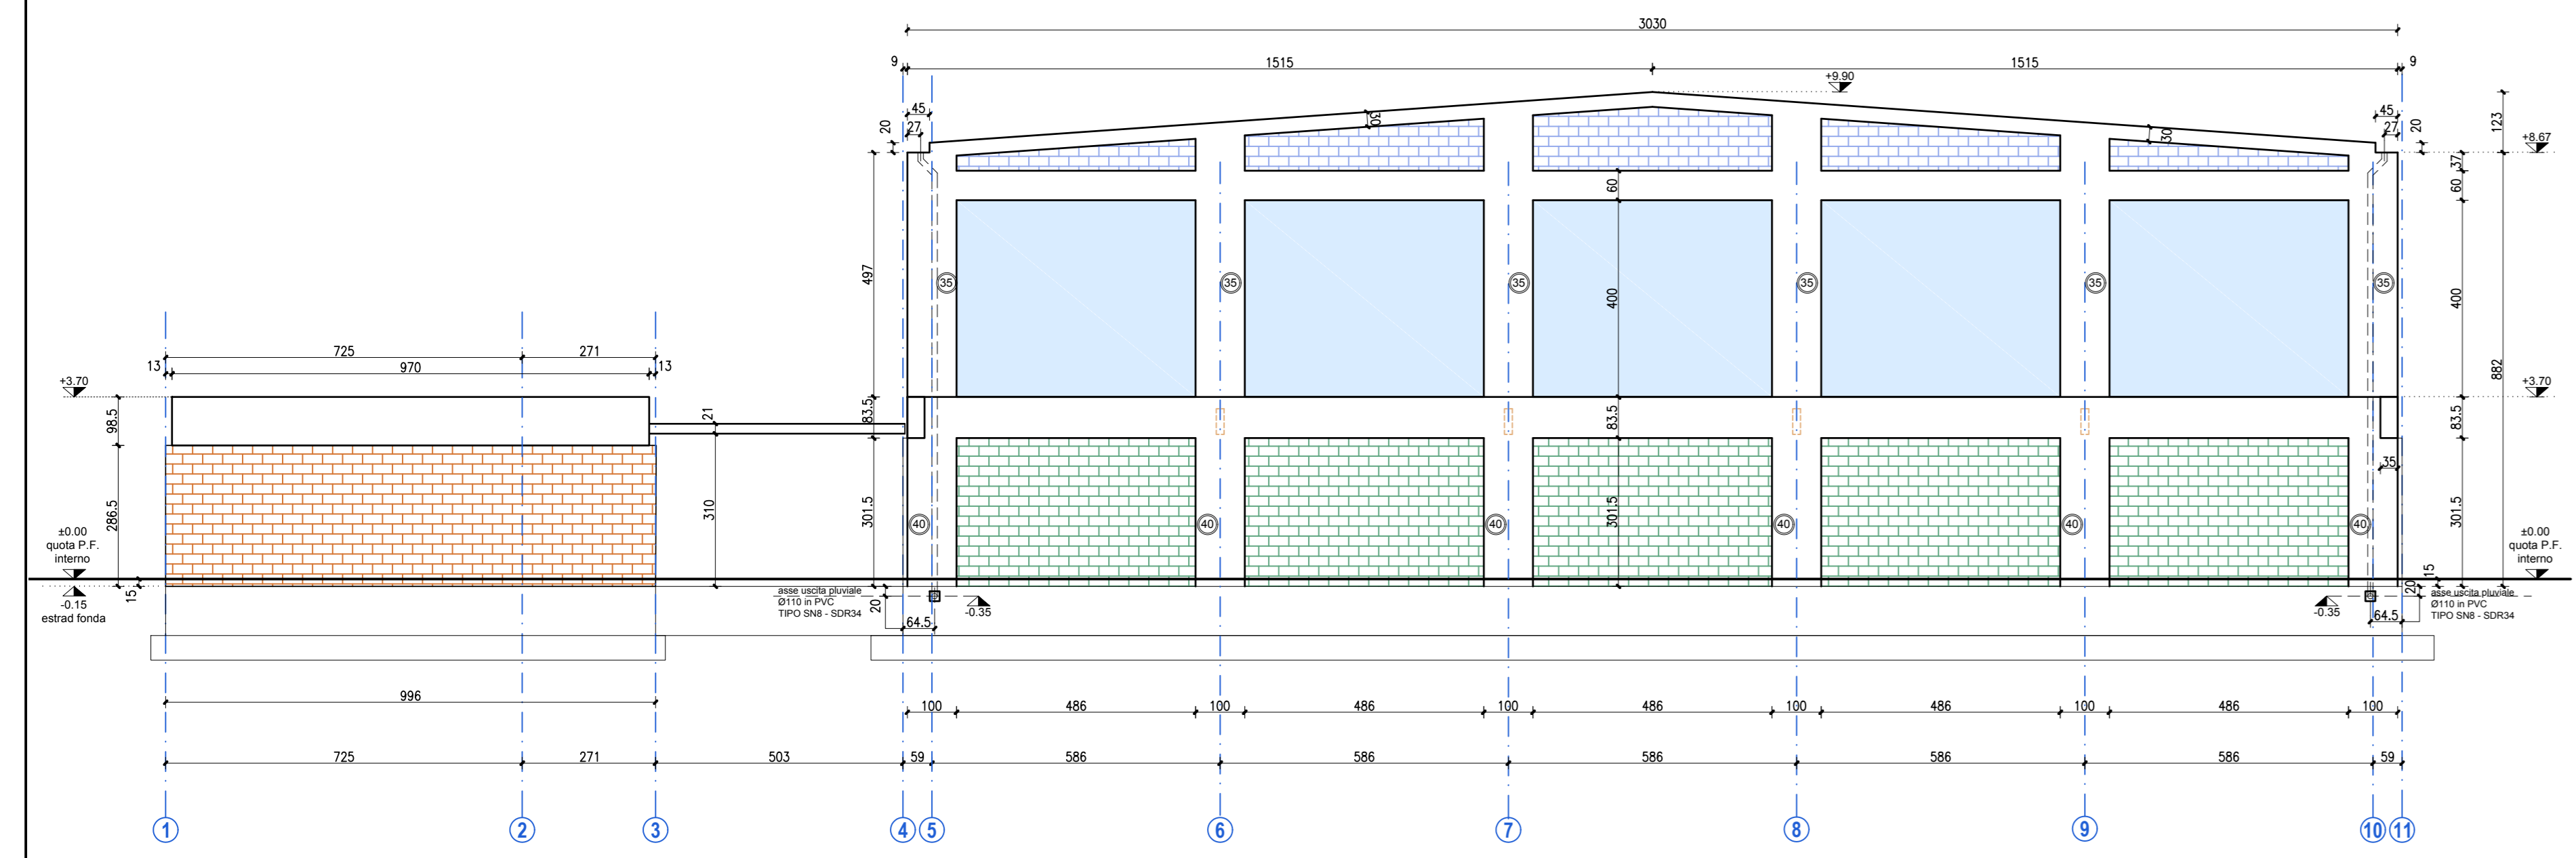 3030
9 1515 1515 9
+9.90
45 45
20 27 30 30 27 20 123
+8.67
37
60 60
497 35 35 35 35 35 35
400 400
882
725 271
13 970 13
+3.70 +3.70
98.5 21 83.5 83.5 83.5
35
286.5 310 301.5 301.5 301.5
40 40 40 40 40 40
±0.00
quota P.F.
interno
±0.00
quota P.F.
interno
15 15
-0.15
estrad fonda
asse uscita pluviale
Ø110 in PVC
TIPO SN8 - SDR34
20 -0.35
64.5
-0.35 20
64.5
asse uscita pluviale
Ø110 in PVC
TIPO SN8 - SDR34
996
100 486 100 486 100 486 100 486 100 486 100
725 271 503 59 586 586 586 586 586 59
1 2 3 4 5 6 7 8 9 10 11